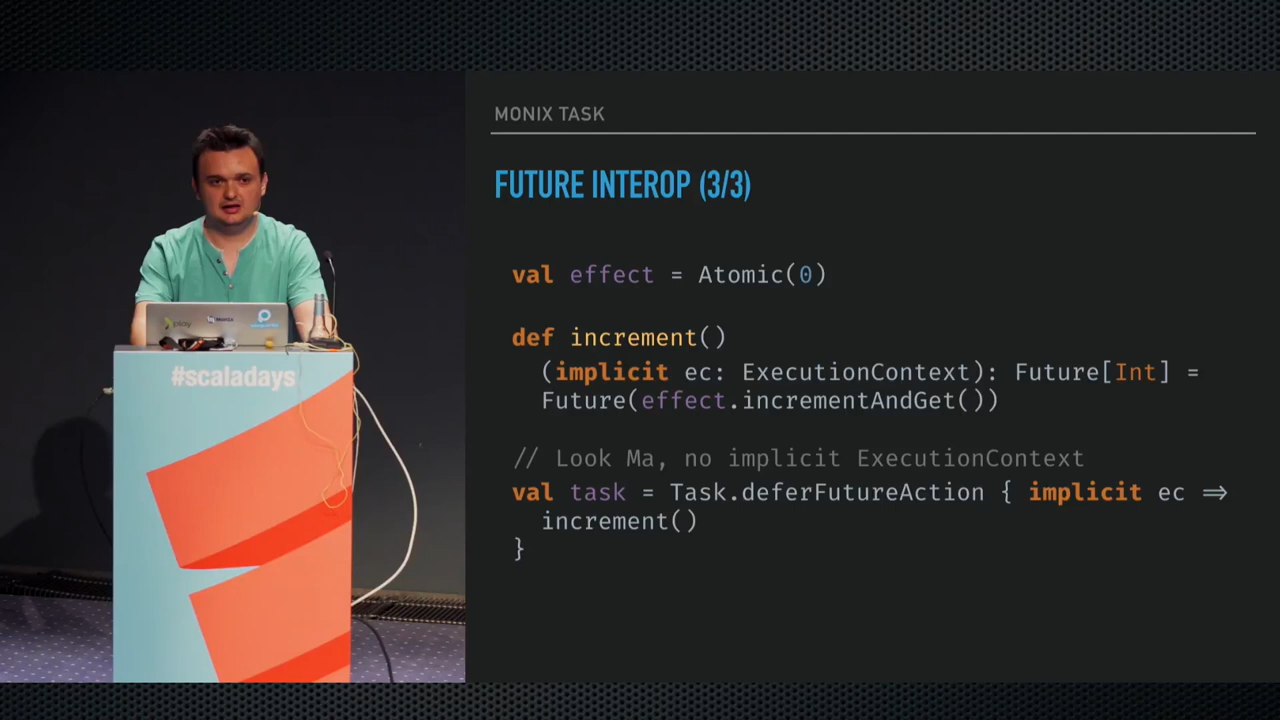 MONIX TASK
FUTURE INTEROP (3/3)
val effect = Atomic(0)
def increment()
(implicit ec: ExecutionContext): Future[Int] =
Future(effect.incrementAndGet())
// Look Ma, no implicit ExecutionContext
val task = Task.deferFutureAction { implicit ec ⇒
increment()
}
play
#scaladays